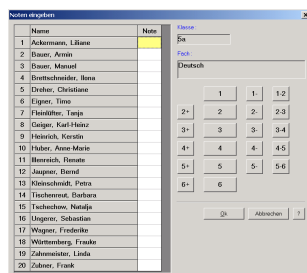 Noten eingeben
Name Note
1 Ackermann, Liliane
2 Bauer, Armin
3 Bauer, Manuel
4 Brettschneider, Ilona
5 Dreher, Christiane
6 Eigner, Timo
7 Fleinlüfter, Tanja
8 Geiger, Karl-Heinz
9 Heinrich, Kerstin
10 Huber, Anne-Marie
11 Illenreich, Renate
12 Jaupner, Bernd
13 Kleinschmidt, Petra
14 Tischenreut, Barbara
15 Tschechow, Natalja
16 Ungerer, Sebastian
17 Wagner, Frederike
18 Württemberg, Frauke
19 Zahnmeister, Linda
20 Zubner, Frank
Klasse :
5a
Fach :
Deutsch
1 1- 1-2
2+ 2 2- 2-3
3+ 3 3- 3-4
4+ 4 4- 4-5
5+ 5 5- 5-6
6+ 6
Ok Abbrechen ?